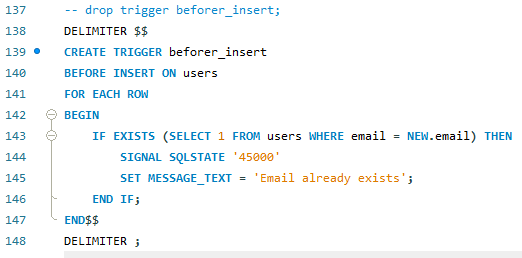 137 -- drop trigger beforer_insert;
138 DELIMITER $$
139 CREATE TRIGGER beforer_insert
140 BEFORE INSERT ON users
141 FOR EACH ROW
142 BEGIN
143 IF EXISTS (SELECT 1 FROM users WHERE email = NEW.email) THEN
144 SIGNAL SQLSTATE '45000'
145 SET MESSAGE_TEXT = 'Email already exists';
146 END IF;
147 END$$
148 DELIMITER ;